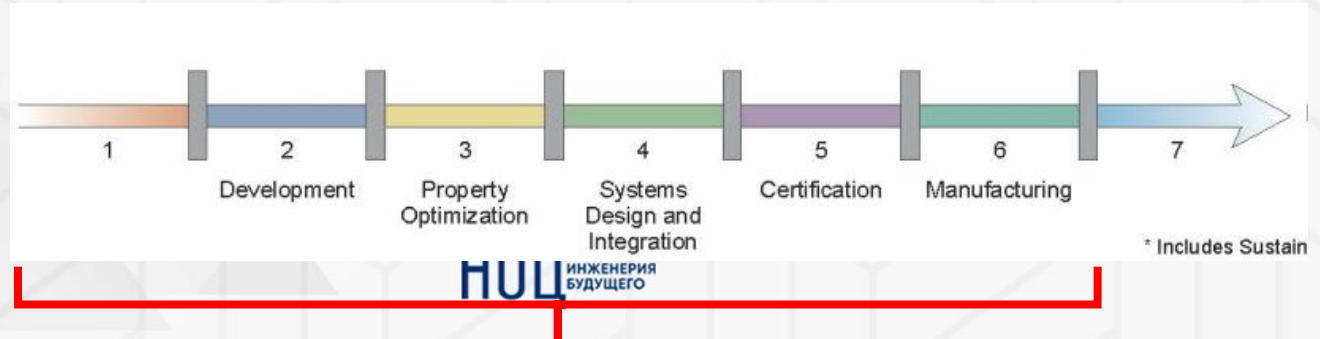 1 2 3 4 5 6 7
Development
Property
Optimization
Systems
Design and
Integration
Certification
Manufacturing
* Includes Sustain
НИЦ
ИНЖЕНЕРИЯ
БУДУЩЕГО